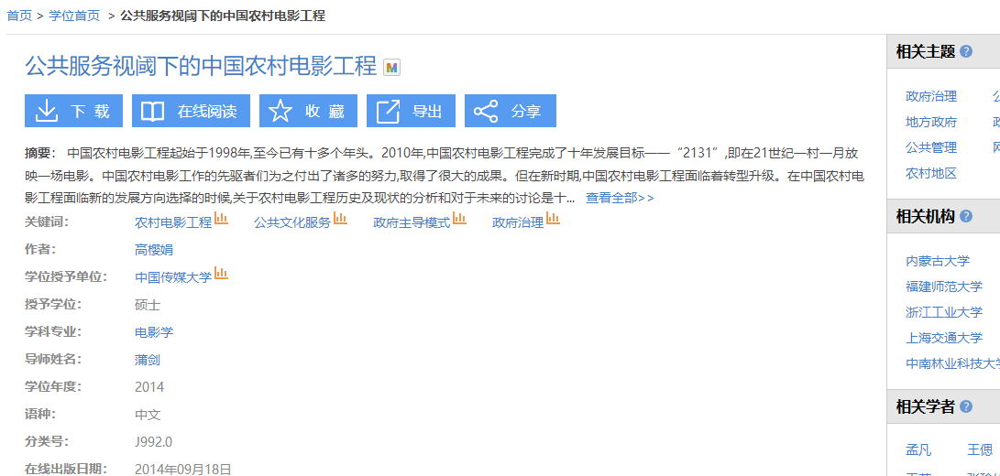 首页 > 学位首页 > 公共服务视阈下的中国农村电影工程
公共服务视阈下的中国农村电影工程 M
下 载 在线阅读 收 藏 导出 分享
摘要： 中国农村电影工程起始于1998年,至今已有十多个年头。2010年,中国农村电影工程完成了十年发展目标——“2131”,即在21世纪一村一月放
映一场电影。中国农村电影工作的先驱者们为之付出了诸多的努力,取得了很大的成果。但在新时期,中国农村电影工程面临着转型升级。在中国农村电
影工程面临新的发展方向选择的时候,关于农村电影工程历史及现状的分析和对于未来的讨论是十... 查看全部>>
关键词： 农村电影工程 公共文化服务 政府主导模式 政府治理
作者： 高樱娟
学位授予单位： 中国传媒大学
授予学位： 硕士
学科专业： 电影学
导师姓名： 蒲剑
学位年度： 2014
语种： 中文
分类号： J992.0
在线出版日期： 2014年09月18日
相关主题 ?
政府治理
地方政府
公共管理
农村地区
相关机构 ?
内蒙古大学
福建师范大学
浙江工业大学
上海交通大学
中南林业科技大学
相关学者 ?
孟凡 王偲